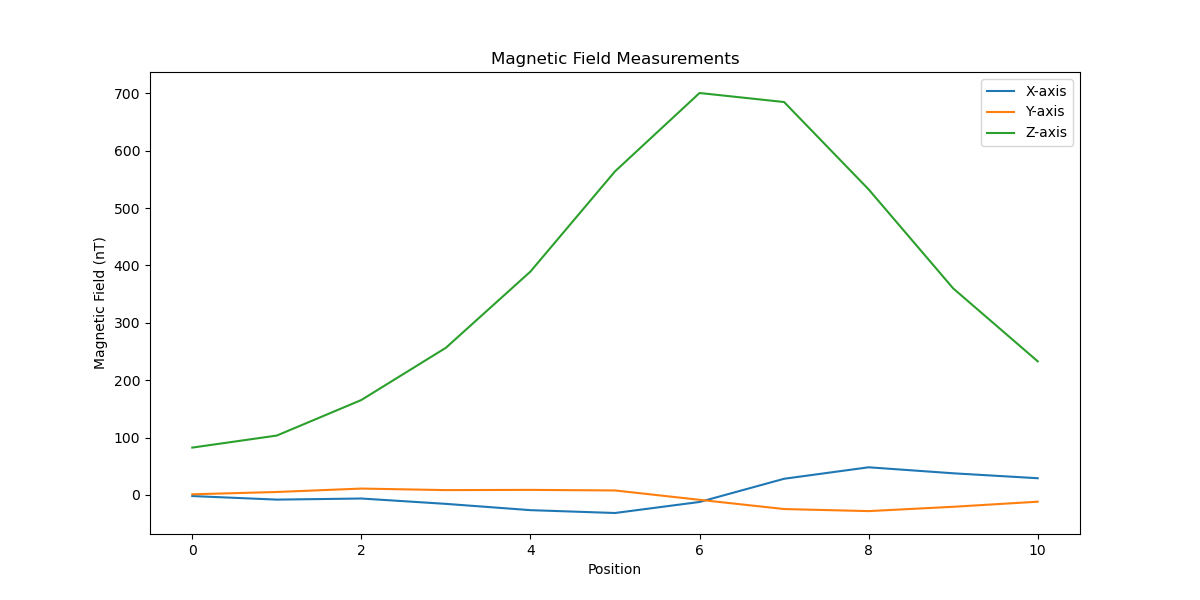 Magnetic Field Measurements
X-axis
Y-axis
Z-axis
Magnetic Field (nT)
700
600
500
400
300
200
100
0
0 2 4 6 8 10
Position